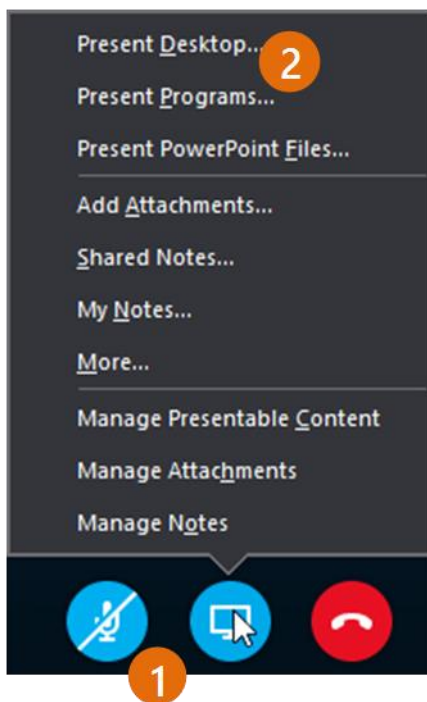 Present Desktop...
2
Present Programs...
Present PowerPoint Files...
Add Attachments...
Shared Notes...
My Notes...
More...
Manage Presentable Content
Manage Attachments
Manage Notes
1